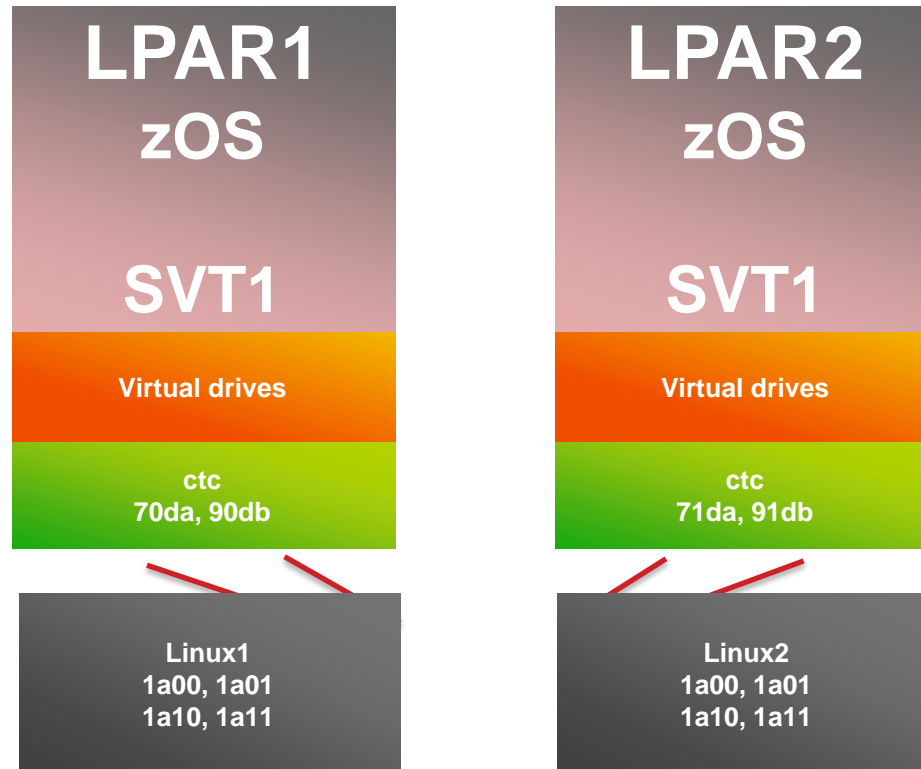 LPAR1
zOS
SVT1
Virtual drives
ctc
70da, 90db
Linux1
1a00, 1a01
1a10, 1a11
LPAR2
zOS
SVT1
Virtual drives
ctc
71da, 91db
Linux2
1a00, 1a01
1a10, 1a11